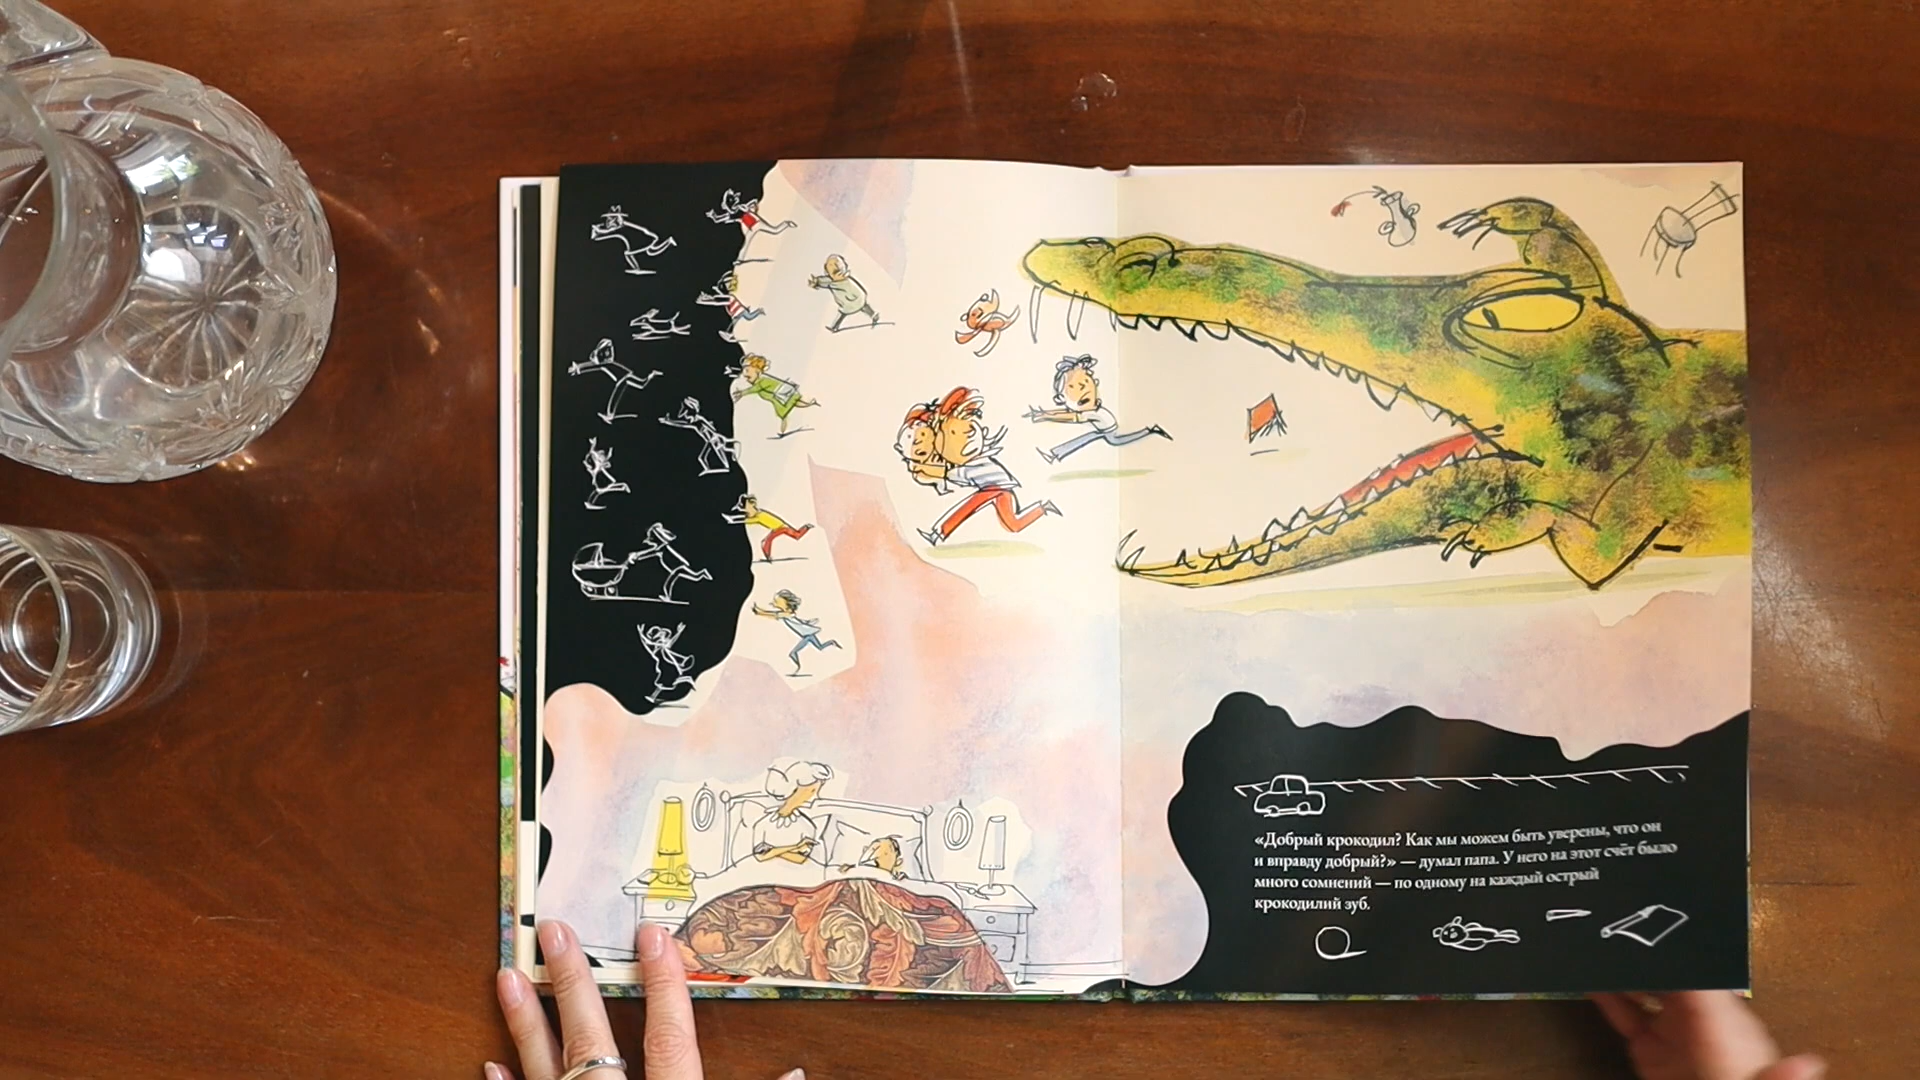 «Добрый крокодил? Как мы можем быть уверены, что он
и вправду добрый?» — думал папа. У него на этот счёт было
много сомнений — по одному на каждый острый
крокодилий зуб.